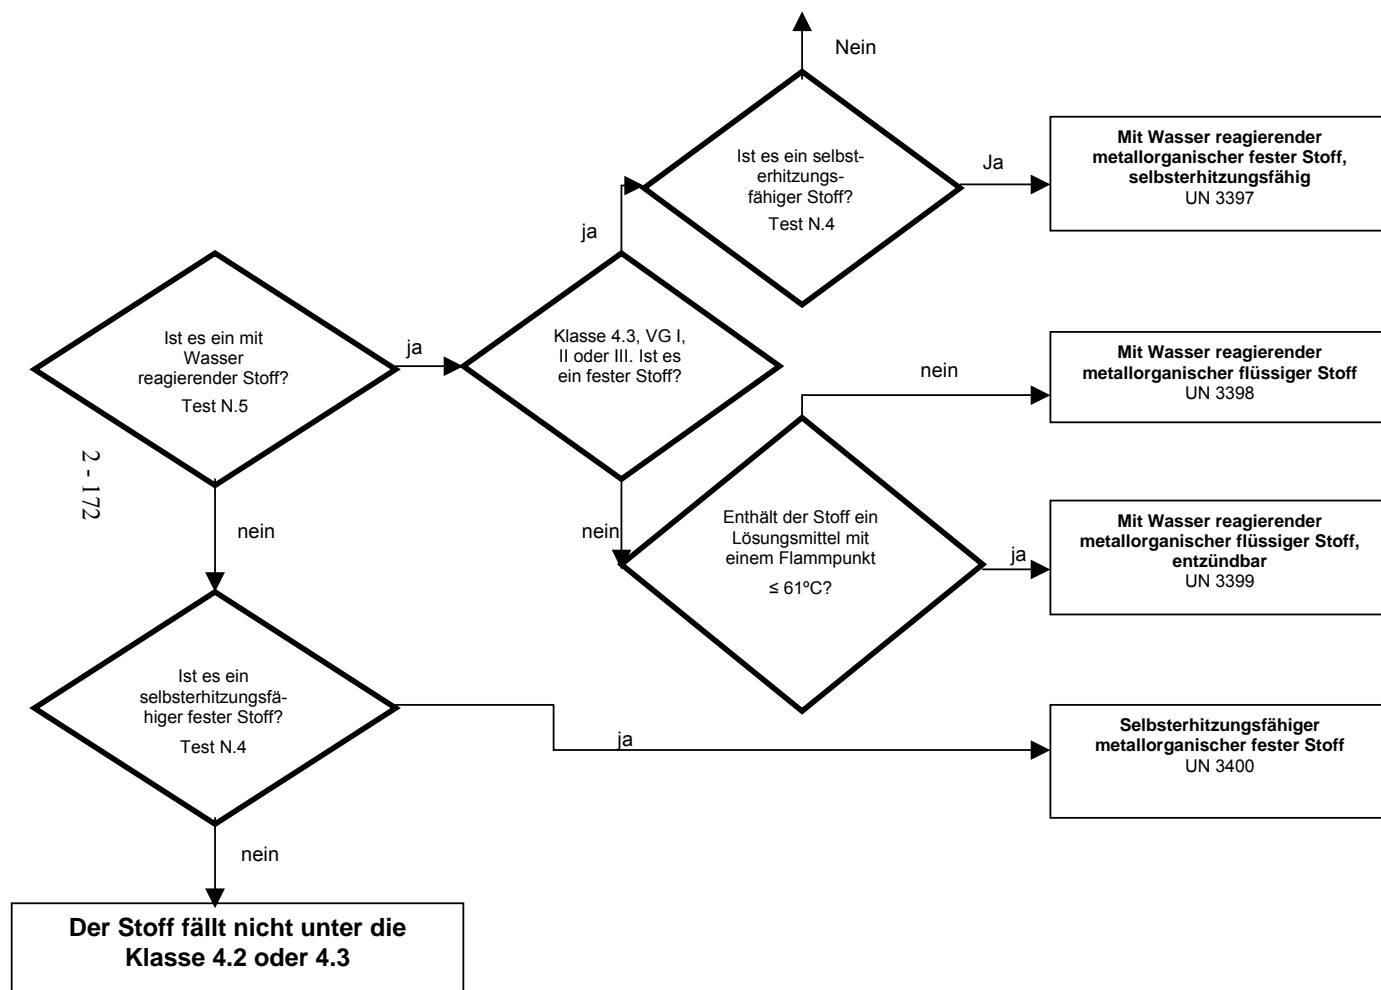 Nein
Ist es ein selbst-
erhitzungs-
fähiger Stoff?
Test N.4
Ja
Mit Wasser reagierender
metallorganischer fester Stoff,
selbsterhitzungsfähig
UN 3397
ja
Ist es ein mit
Wasser
reagierender Stoff?
Test N.5
ja
Klasse 4.3, VG I,
II oder III. Ist es
ein fester Stoff?
nein
Mit Wasser reagierender
metallorganischer flüssiger Stoff
UN 3398
2 - 172
nein
nein
Enthält der Stoff ein
Lösungsmittel mit
einem Flammpunkt
≤ 61ºC?
ja
Mit Wasser reagierender
metallorganischer flüssiger Stoff,
entzündbar
UN 3399
Ist es ein
selbsterhitzungsfä-
higer fester Stoff?
Test N.4
ja
Selbsterhitzungsfähiger
metallorganischer fester Stoff
UN 3400
nein
Der Stoff fällt nicht unter die
Klasse 4.2 oder 4.3